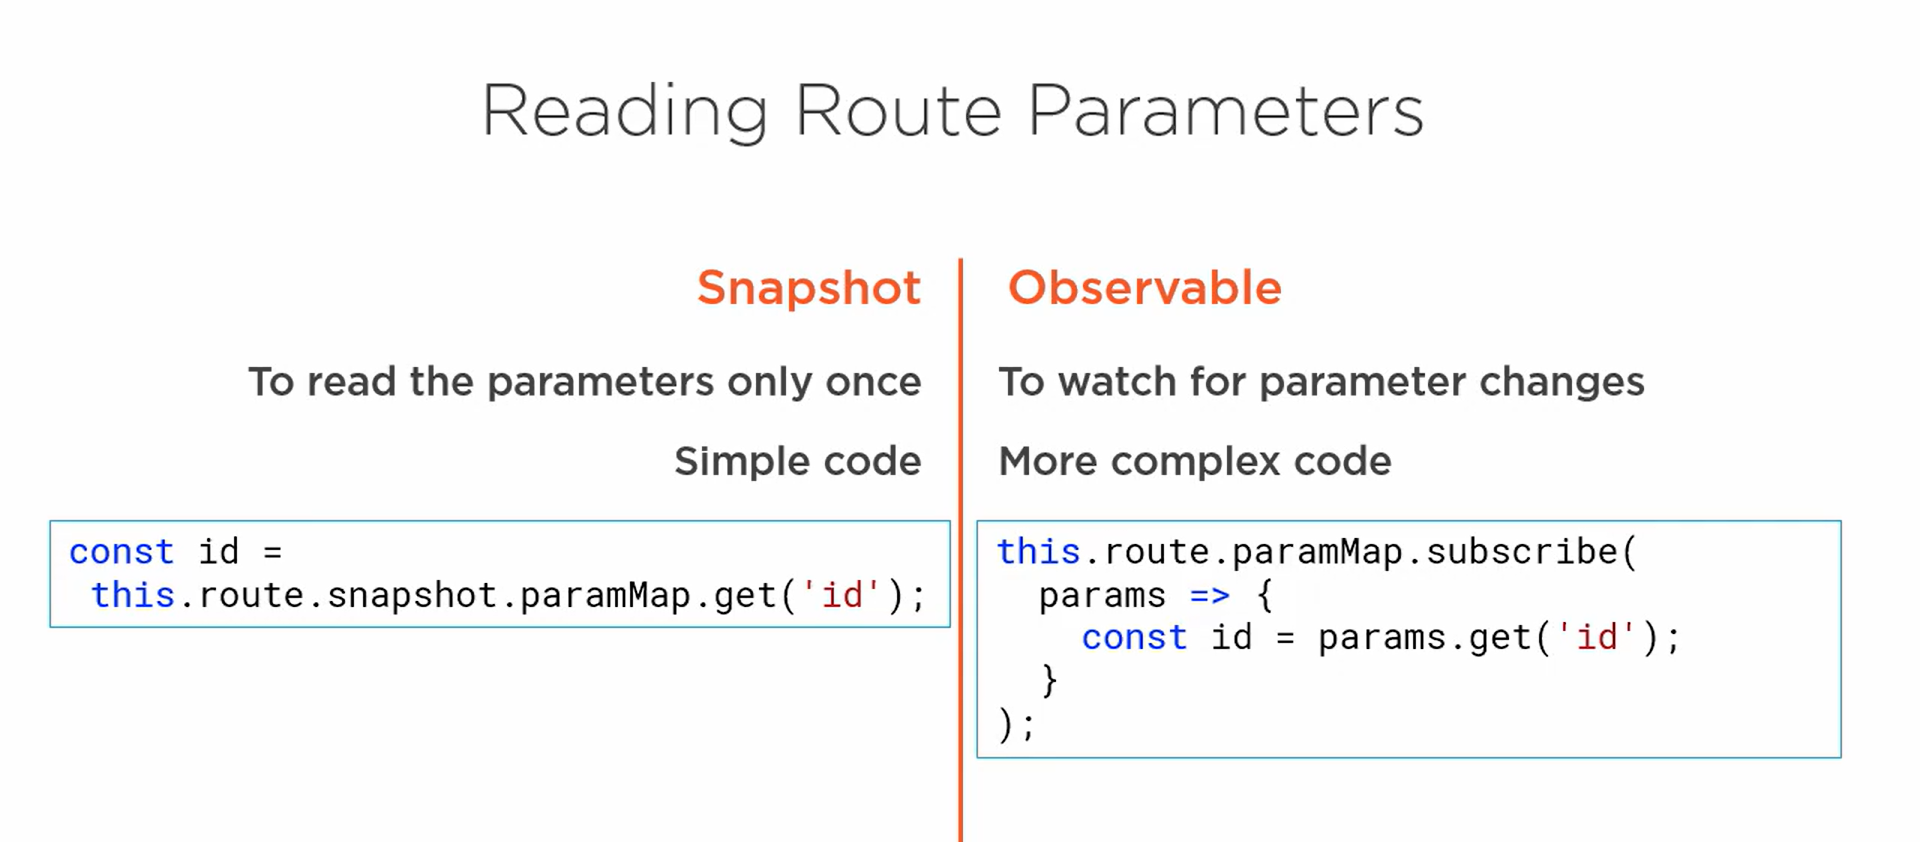 Reading Route Parameters
Snapshot
To read the parameters only once
Simple code
const id =
 this.route.snapshot.paramMap.get('id');
Observable
To watch for parameter changes
More complex code
this.route.paramMap.subscribe(
  params => {
    const id = params.get('id');
  }
);